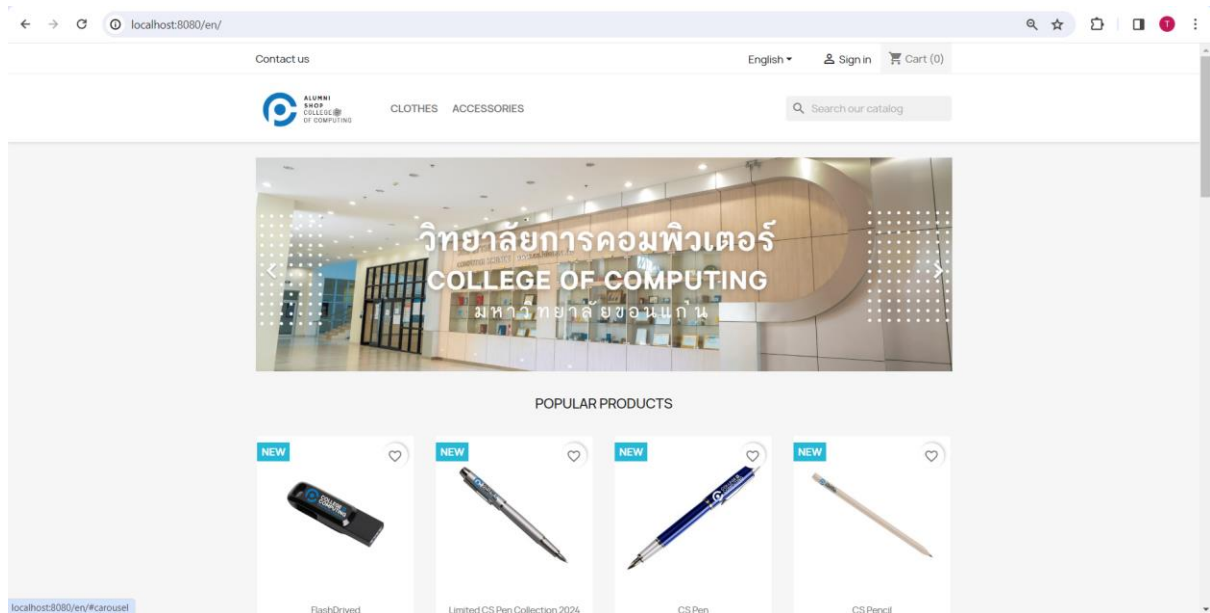 localhost:8080/en/
T
Contact us
English
Sign in
Cart (0)
ALUMNI
SHOP
COLLEGE
OF COMPUTING
CLOTHES ACCESSORIES
Search our catalog
วิทยาลัยการคอมพิวเตอร์
COLLEGE OF COMPUTING
มหาวิทยาลัยขอนแก่น
POPULAR PRODUCTS
NEW
NEW
NEW
NEW
COLLEGE
COMPUTING
FlashDrived
Limited CS Pen Collection 2024
CS Pen
CS Pencil
localhost:8080/en/#carousel